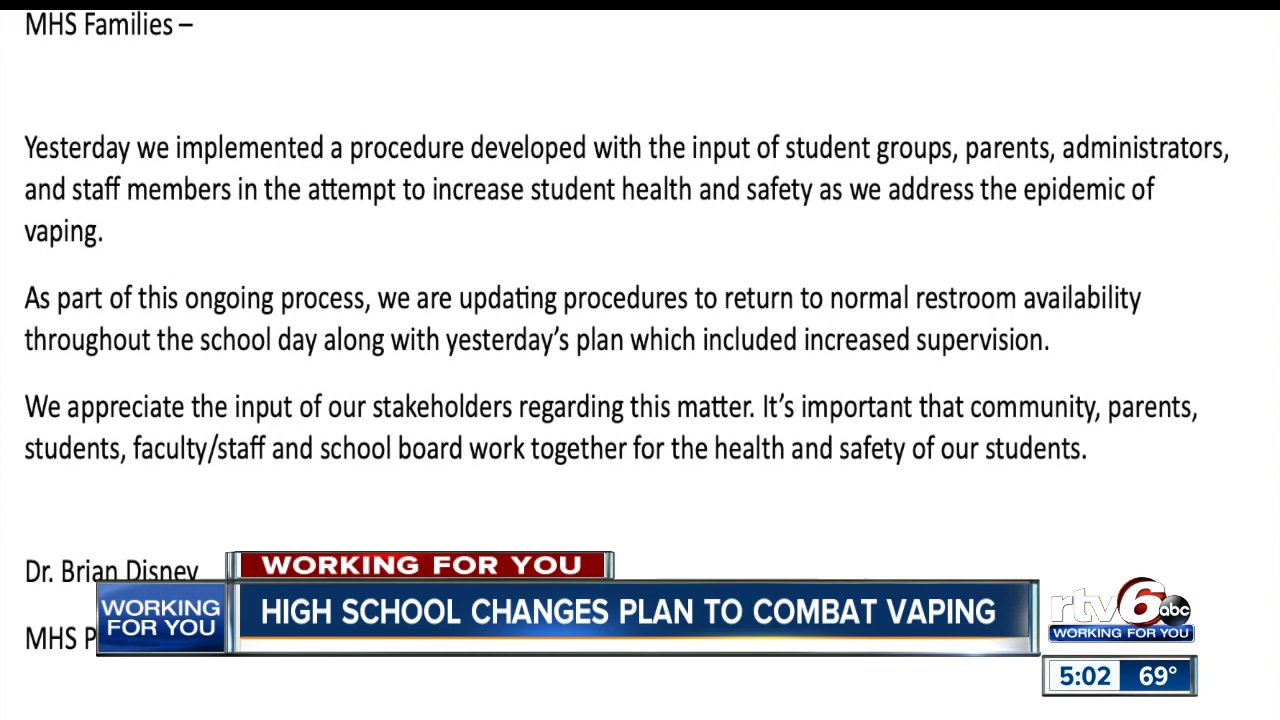 MHS Families –
Yesterday we implemented a procedure developed with the input of student groups, parents, administrators,
and staff members in the attempt to increase student health and safety as we address the epidemic of
vaping.
As part of this ongoing process, we are updating procedures to return to normal restroom availability
throughout the school day along with yesterday's plan which included increased supervision.
We appreciate the input of our stakeholders regarding this matter. It's important that community, parents,
students, faculty/staff and school board work together for the health and safety of our students.
Dr. Brian Disney
MHS P
WORKING FOR YOU
WORKING
FOR YOU
HIGH SCHOOL CHANGES PLAN TO COMBAT VAPING
rtv6 abc
WORKING FOR YOU
5:02 69°